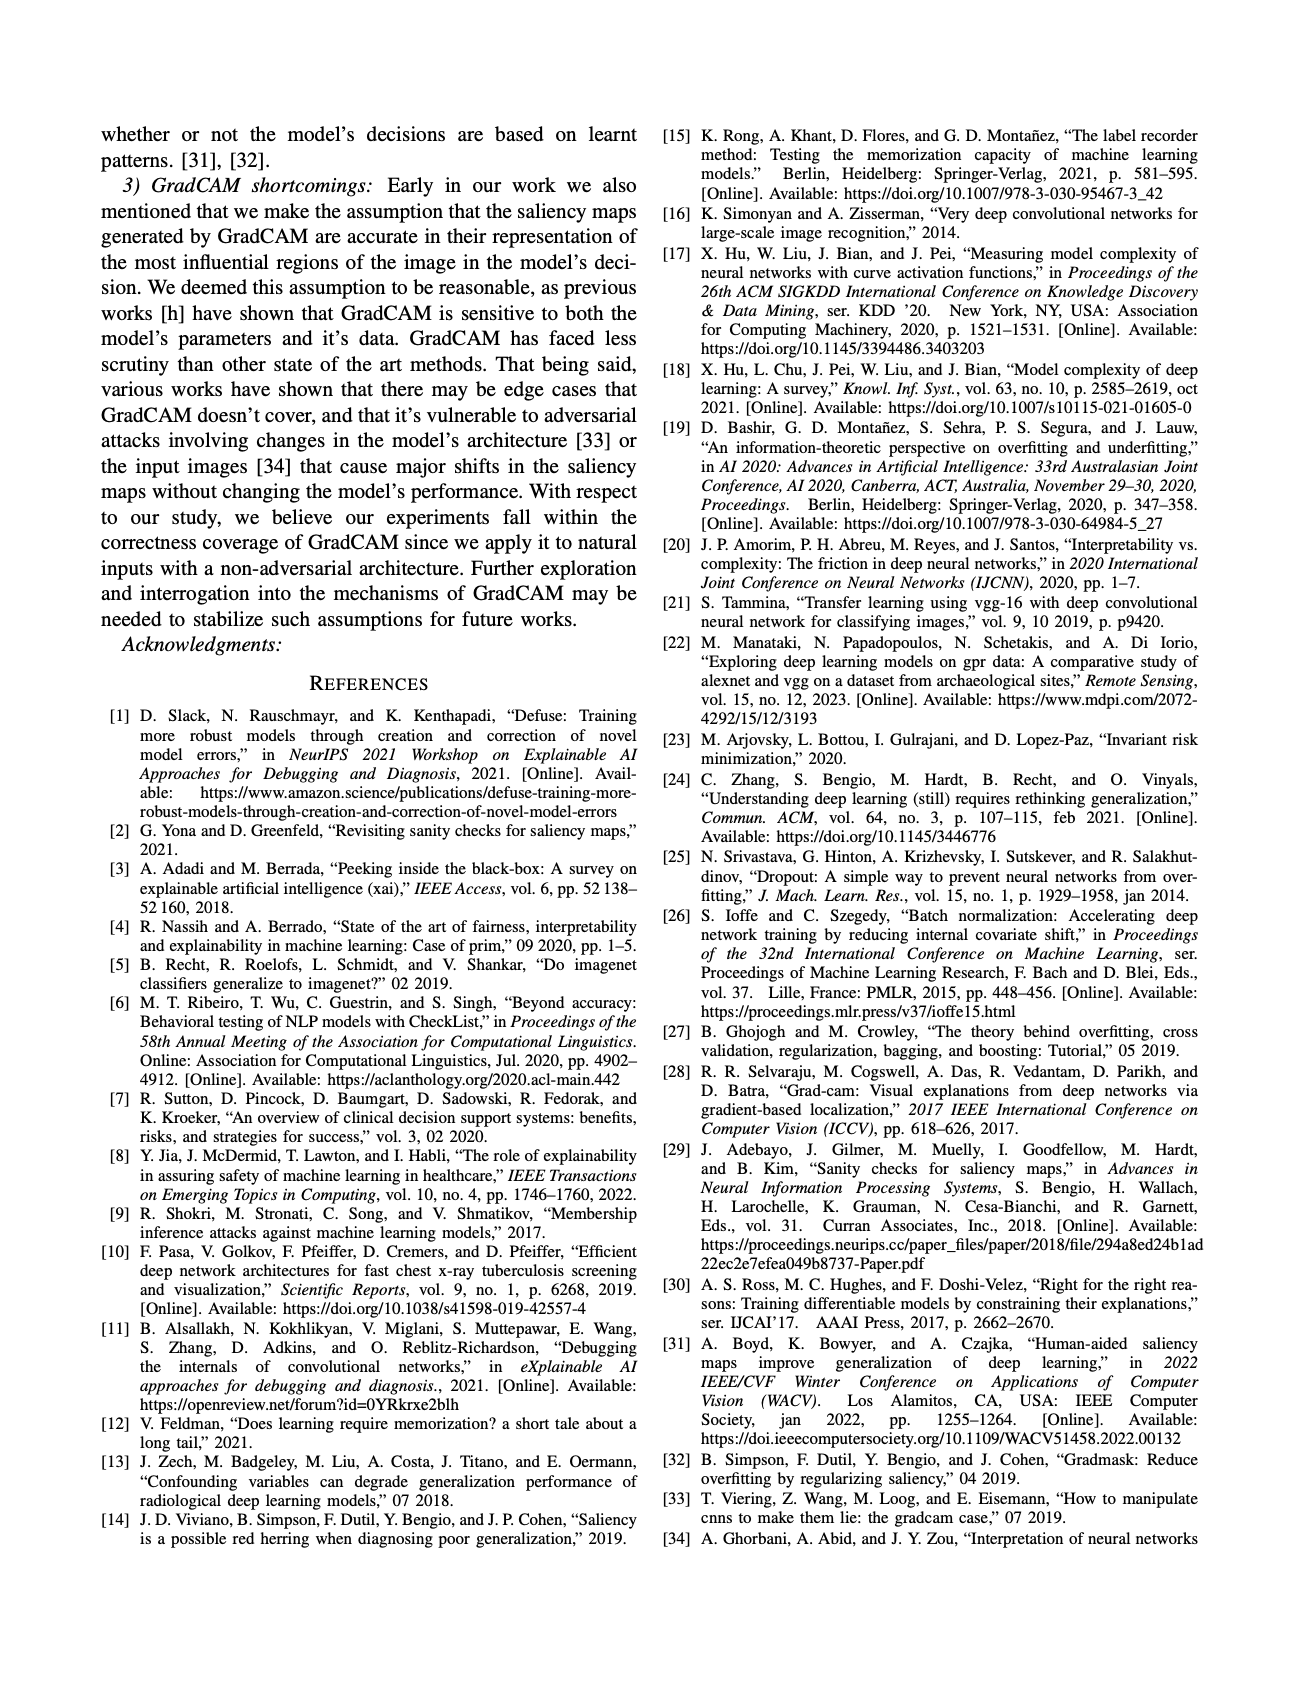 whether or not the model's decisions are based on learnt
patterns. [31], [32].
3) GradCAM shortcomings: Early in our work we also
mentioned that we make the assumption that the saliency maps
generated by GradCAM are accurate in their representation of
the most influential regions of the image in the model's deci-
sion. We deemed this assumption to be reasonable, as previous
works [h] have shown that GradCAM is sensitive to both the
model's parameters and it's data. GradCAM has faced less
scrutiny than other state of the art methods. That being said,
various works have shown that there may be edge cases that
GradCAM doesn't cover, and that it's vulnerable to adversarial
attacks involving changes in the model's architecture [33] or
the input images [34] that cause major shifts in the saliency
maps without changing the model's performance. With respect
to our study, we believe our experiments fall within the
correctness coverage of GradCAM since we apply it to natural
inputs with a non-adversarial architecture. Further exploration
and interrogation into the mechanisms of GradCAM may be
needed to stabilize such assumptions for future works.
Acknowledgments:
REFERENCES
[1] D. Slack, N. Rauschmayr, and K. Kenthapadi, “Defuse: Training
more robust models through creation and correction of novel
model errors,” in NeurIPS 2021 Workshop on Explainable AI
Approaches for Debugging and Diagnosis, 2021. [Online]. Avail-
able: https://www.amazon.science/publications/defuse-training-more-
robust-models-through-creation-and-correction-of-novel-model-errors
[2] G. Yona and D. Greenfeld, “Revisiting sanity checks for saliency maps,”
2021.
[3] A. Adadi and M. Berrada, “Peeking inside the black-box: A survey on
explainable artificial intelligence (xai),” IEEE Access, vol. 6, pp. 52 138–
52 160, 2018.
[4] R. Nassih and A. Berrado, “State of the art of fairness, interpretability
and explainability in machine learning: Case of prim,” 09 2020, pp. 1–5.
[5] B. Recht, R. Roelofs, L. Schmidt, and V. Shankar, “Do imagenet
classifiers generalize to imagenet?” 02 2019.
[6] M. T. Ribeiro, T. Wu, C. Guestrin, and S. Singh, “Beyond accuracy:
Behavioral testing of NLP models with CheckList,” in Proceedings of the
58th Annual Meeting of the Association for Computational Linguistics.
Online: Association for Computational Linguistics, Jul. 2020, pp. 4902–
4912. [Online]. Available: https://aclanthology.org/2020.acl-main.442
[7] R. Sutton, D. Pincock, D. Baumgart, D. Sadowski, R. Fedorak, and
K. Kroeker, “An overview of clinical decision support systems: benefits,
risks, and strategies for success,” vol. 3, 02 2020.
[8] Y. Jia, J. McDermid, T. Lawton, and I. Habli, “The role of explainability
in assuring safety of machine learning in healthcare,” IEEE Transactions
on Emerging Topics in Computing, vol. 10, no. 4, pp. 1746–1760, 2022.
[9] R. Shokri, M. Stronati, C. Song, and V. Shmatikov, “Membership
inference attacks against machine learning models,” 2017.
[10] F. Pasa, V. Golkov, F. Pfeiffer, D. Cremers, and D. Pfeiffer, “Efficient
deep network architectures for fast chest x-ray tuberculosis screening
and visualization,” Scientific Reports, vol. 9, no. 1, p. 6268, 2019.
[Online]. Available: https://doi.org/10.1038/s41598-019-42557-4
[11] B. Alsallakh, N. Kokhlikyan, V. Miglani, S. Muttepawar, E. Wang,
S. Zhang, D. Adkins, and O. Reblitz-Richardson, “Debugging
the internals of convolutional networks,” in eXplainable AI
approaches for debugging and diagnosis., 2021. [Online]. Available:
https://openreview.net/forum?id=0YRkrxe2blh
[12] V. Feldman, “Does learning require memorization? a short tale about a
long tail,” 2021.
[13] J. Zech, M. Badgeley, M. Liu, A. Costa, J. Titano, and E. Oermann,
“Confounding variables can degrade generalization performance of
radiological deep learning models,” 07 2018.
[14] J. D. Viviano, B. Simpson, F. Dutil, Y. Bengio, and J. P. Cohen, “Saliency
is a possible red herring when diagnosing poor generalization,” 2019.
[15] K. Rong, A. Khant, D. Flores, and G. D. Montañez, “The label recorder
method: Testing the memorization capacity of machine learning
models.” Berlin, Heidelberg: Springer-Verlag, 2021, p. 581–595.
[Online]. Available: https://doi.org/10.1007/978-3-030-95467-3_42
[16] K. Simonyan and A. Zisserman, “Very deep convolutional networks for
large-scale image recognition,” 2014.
[17] X. Hu, W. Liu, J. Bian, and J. Pei, “Measuring model complexity of
neural networks with curve activation functions,” in Proceedings of the
26th ACM SIGKDD International Conference on Knowledge Discovery
& Data Mining, ser. KDD ’20. New York, NY, USA: Association
for Computing Machinery, 2020, p. 1521–1531. [Online]. Available:
https://doi.org/10.1145/3394486.3403203
[18] X. Hu, L. Chu, J. Pei, W. Liu, and J. Bian, “Model complexity of deep
learning: A survey,” Knowl. Inf. Syst., vol. 63, no. 10, p. 2585–2619, oct
2021. [Online]. Available: https://doi.org/10.1007/s10115-021-01605-0
[19] D. Bashir, G. D. Montañez, S. Sehra, P. S. Segura, and J. Lauw,
“An information-theoretic perspective on overfitting and underfitting,”
in AI 2020: Advances in Artificial Intelligence: 33rd Australasian Joint
Conference, AI 2020, Canberra, ACT, Australia, November 29–30, 2020,
Proceedings. Berlin, Heidelberg: Springer-Verlag, 2020, p. 347–358.
[Online]. Available: https://doi.org/10.1007/978-3-030-64984-5_27
[20] J. P. Amorim, P. H. Abreu, M. Reyes, and J. Santos, “Interpretability vs.
complexity: The friction in deep neural networks,” in 2020 International
Joint Conference on Neural Networks (IJCNN), 2020, pp. 1–7.
[21] S. Tammina, “Transfer learning using vgg-16 with deep convolutional
neural network for classifying images,” vol. 9, 10 2019, p. p9420.
[22] M. Manataki, N. Papadopoulos, N. Schetakis, and A. Di Iorio,
“Exploring deep learning models on gpr data: A comparative study of
alexnet and vgg on a dataset from archaeological sites,” Remote Sensing,
vol. 15, no. 12, 2023. [Online]. Available: https://www.mdpi.com/2072-
4292/15/12/3193
[23] M. Arjovsky, L. Bottou, I. Gulrajani, and D. Lopez-Paz, “Invariant risk
minimization,” 2020.
[24] C. Zhang, S. Bengio, M. Hardt, B. Recht, and O. Vinyals,
“Understanding deep learning (still) requires rethinking generalization,”
Commun. ACM, vol. 64, no. 3, p. 107–115, feb 2021. [Online].
Available: https://doi.org/10.1145/3446776
[25] N. Srivastava, G. Hinton, A. Krizhevsky, I. Sutskever, and R. Salakhut-
dinov, “Dropout: A simple way to prevent neural networks from over-
fitting,” J. Mach. Learn. Res., vol. 15, no. 1, p. 1929–1958, jan 2014.
[26] S. Ioffe and C. Szegedy, “Batch normalization: Accelerating deep
network training by reducing internal covariate shift,” in Proceedings
of the 32nd International Conference on Machine Learning, ser.
Proceedings of Machine Learning Research, F. Bach and D. Blei, Eds.,
vol. 37. Lille, France: PMLR, 2015, pp. 448–456. [Online]. Available:
https://proceedings.mlr.press/v37/ioffe15.html
[27] B. Ghojogh and M. Crowley, “The theory behind overfitting, cross
validation, regularization, bagging, and boosting: Tutorial,” 05 2019.
[28] R. R. Selvaraju, M. Cogswell, A. Das, R. Vedantam, D. Parikh, and
D. Batra, “Grad-cam: Visual explanations from deep networks via
gradient-based localization,” 2017 IEEE International Conference on
Computer Vision (ICCV), pp. 618–626, 2017.
[29] J. Adebayo, J. Gilmer, M. Muelly, I. Goodfellow, M. Hardt,
and B. Kim, “Sanity checks for saliency maps,” in Advances in
Neural Information Processing Systems, S. Bengio, H. Wallach,
H. Larochelle, K. Grauman, N. Cesa-Bianchi, and R. Garnett,
Eds., vol. 31. Curran Associates, Inc., 2018. [Online]. Available:
https://proceedings.neurips.cc/paper_files/paper/2018/file/294a8ed24b1ad
22ec2e7efea049b8737-Paper.pdf
[30] A. S. Ross, M. C. Hughes, and F. Doshi-Velez, “Right for the right rea-
sons: Training differentiable models by constraining their explanations,”
ser. IJCAI’17. AAAI Press, 2017, p. 2662–2670.
[31] A. Boyd, K. Bowyer, and A. Czajka, “Human-aided saliency
maps improve generalization of deep learning,” in 2022
IEEE/CVF Winter Conference on Applications of Computer
Vision (WACV). Los Alamitos, CA, USA: IEEE Computer
Society, jan 2022, pp. 1255–1264. [Online]. Available:
https://doi.ieeecomputersociety.org/10.1109/WACV51458.2022.00132
[32] B. Simpson, F. Dutil, Y. Bengio, and J. Cohen, “Gradmask: Reduce
overfitting by regularizing saliency,” 04 2019.
[33] T. Viering, Z. Wang, M. Loog, and E. Eisemann, “How to manipulate
cnns to make them lie: the gradcam case,” 07 2019.
[34] A. Ghorbani, A. Abid, and J. Y. Zou, “Interpretation of neural networks